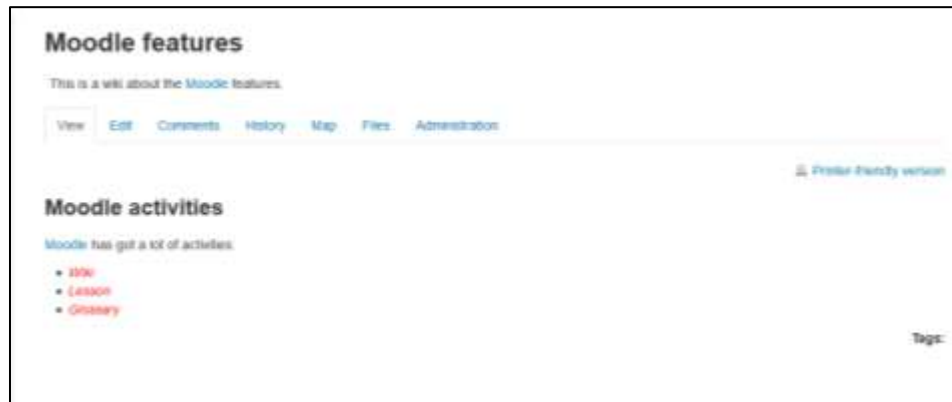 Moodle features
This is a wiki about the Moodle features.
View Edit Comments History Map Files Administration
Printer-friendly version
Moodle activities
Moodle has got a lot of activities:
Wiki
Lesson
Glossary
Tags: